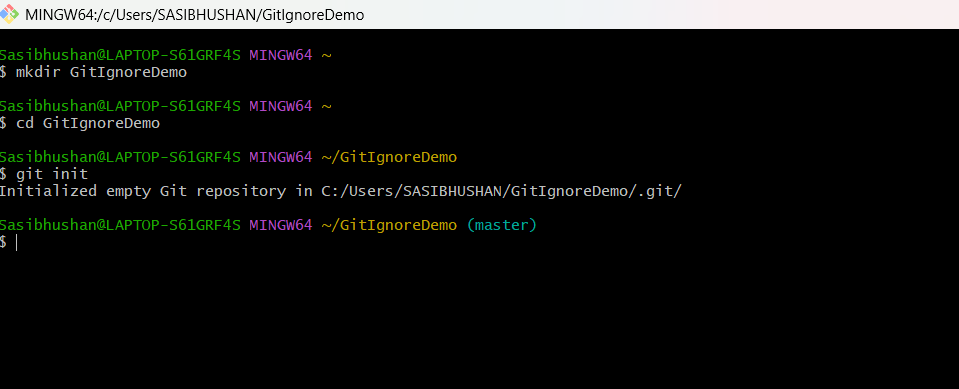 MINGW64:/c/Users/SASIBHUSHAN/GitIgnoreDemo
Sasibhushan@LAPTOP-S61GRF4S MINGW64 ~
$ mkdir GitIgnoreDemo
Sasibhushan@LAPTOP-S61GRF4S MINGW64 ~
$ cd GitIgnoreDemo
Sasibhushan@LAPTOP-S61GRF4S MINGW64 ~/GitIgnoreDemo
$ git init
Initialized empty Git repository in C:/Users/SASIBHUSHAN/GitIgnoreDemo/.git/
Sasibhushan@LAPTOP-S61GRF4S MINGW64 ~/GitIgnoreDemo (master)
$